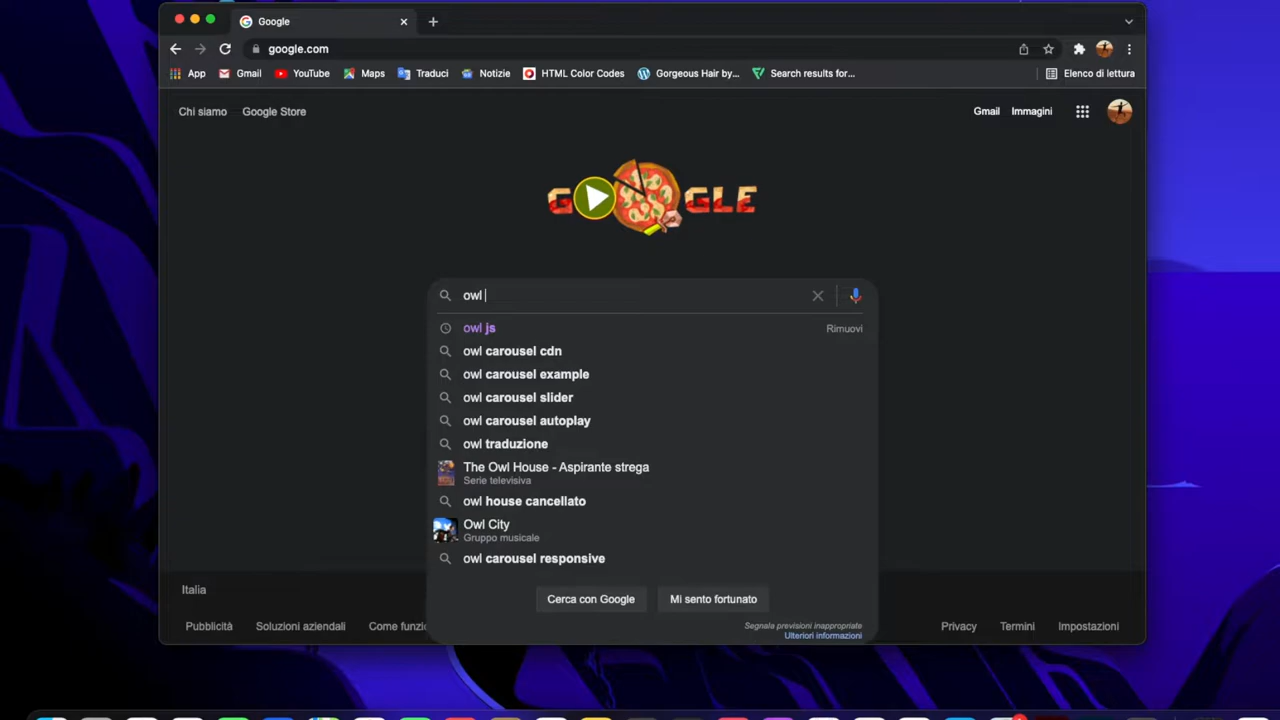 Google
google.com
App Gmail YouTube Maps Traduci Notizie HTML Color Codes Gorgeous Hair by... Search results for... Elenco di lettura
Chi siamo Google Store Gmail Immagini
G GLE
owl
owl js Rimuovi
owl carousel cdn
owl carousel example
owl carousel slider
owl carousel autoplay
owl traduzione
The Owl House - Aspirante strega
Serie televisiva
owl house cancellato
Owl City
Gruppo musicale
owl carousel responsive
Italia
Cerca con Google Mi sento fortunato
Pubblicità Soluzioni aziendali Come funzi Privacy Termini Impostazioni
Segnala previsioni inappropriate
Ulteriori informazioni